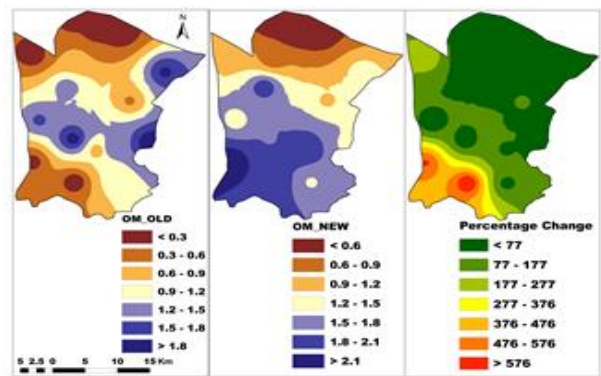 N
OM_OLD
< 0.3
0.3 - 0.6
0.6 - 0.9
0.9 - 1.2
1.2 - 1.5
1.5 - 1.8
> 1.8
5 2.5 0 5 10 15 Km
OM_NEW
< 0.6
0.6 - 0.9
0.9 - 1.2
1.2 - 1.5
1.5 - 1.8
1.8 - 2.1
> 2.1
Percentage Change
< 77
77 - 177
177 - 277
277 - 376
376 - 476
476 - 576
> 576